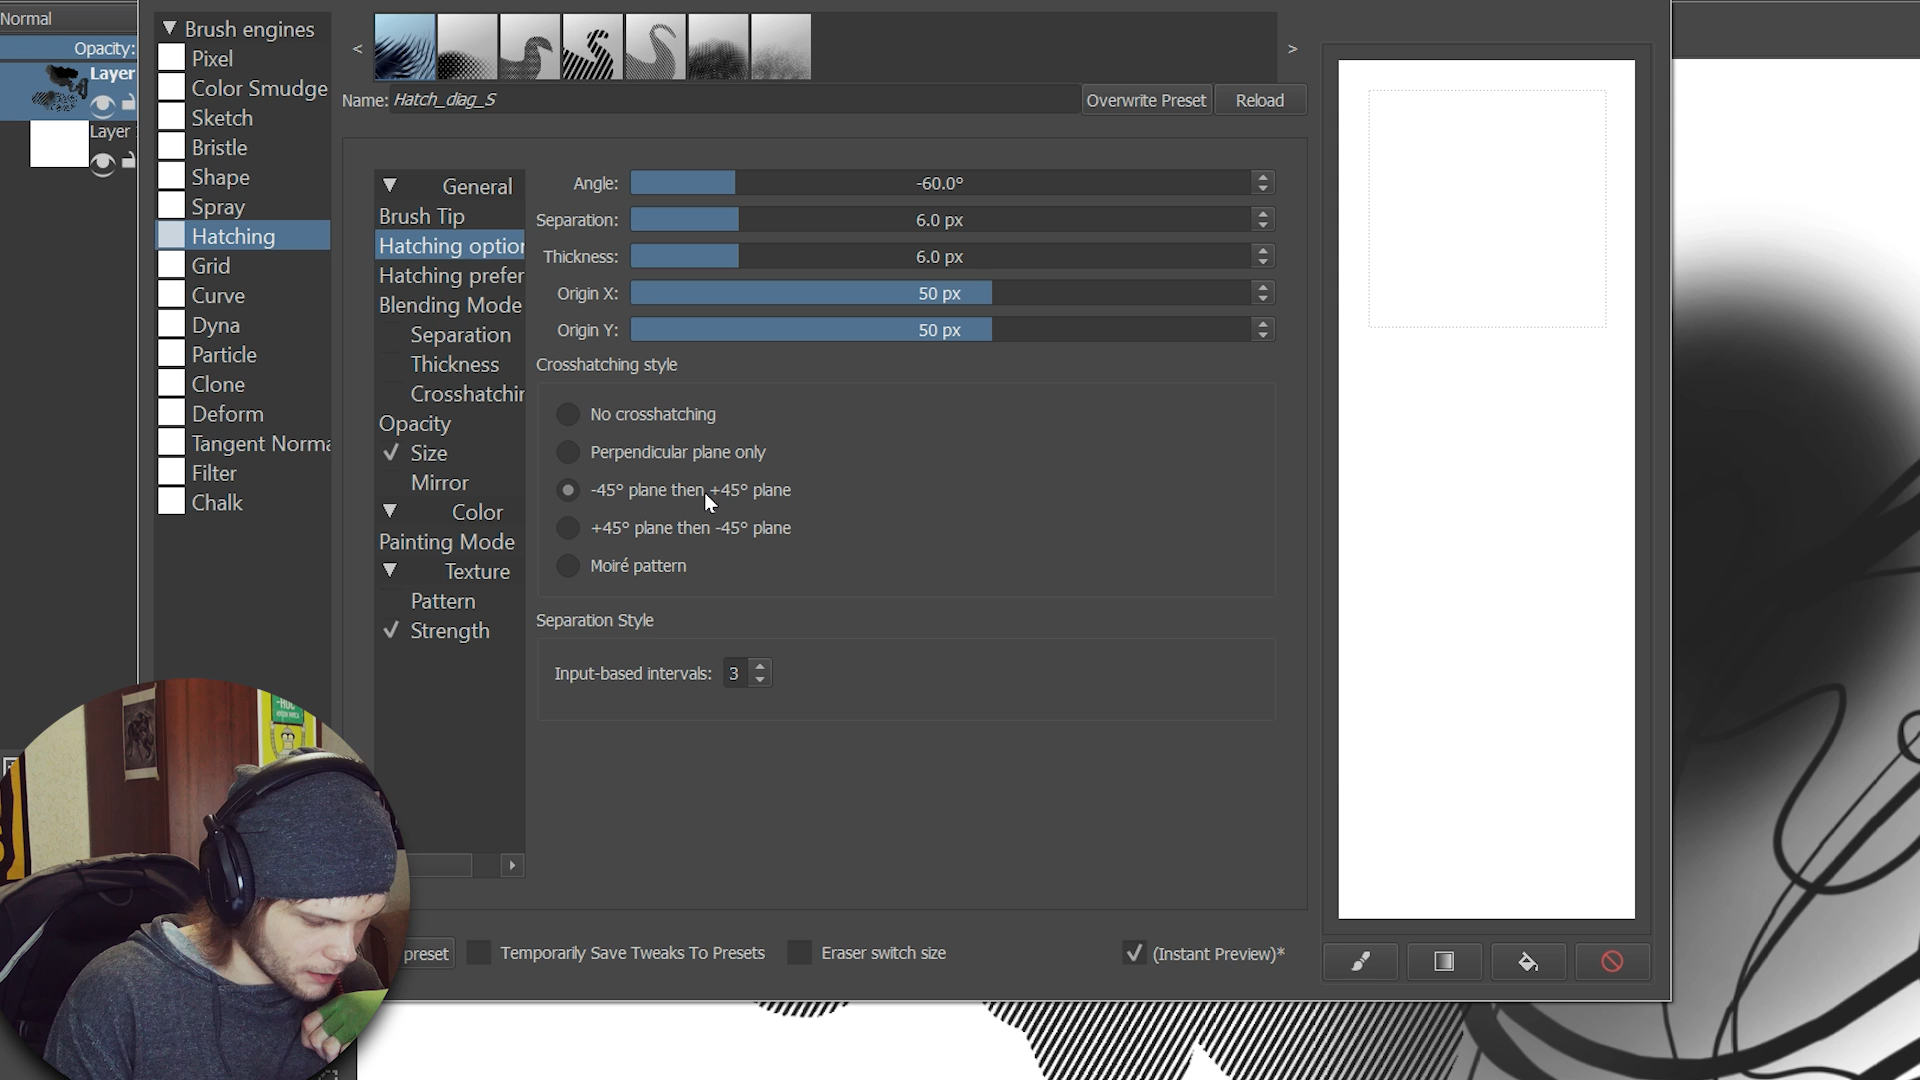 Normal
Opacity:
Layer
Layer
Brush engines
Pixel
Color Smudge
Sketch
Bristle
Shape
Spray
Hatching
Grid
Curve
Dyna
Particle
Clone
Deform
Tangent Norma
Filter
Chalk
<
>
Name: Hatch_diag_S
Overwrite Preset
Reload
General
Brush Tip
Hatching option
Hatching prefer
Blending Mode
Separation
Thickness
Crosshatchin
Opacity
Size
Mirror
Color
Painting Mode
Texture
Pattern
Strength
Angle: -60.0°
Separation: 6.0 px
Thickness: 6.0 px
Origin X: 50 px
Origin Y: 50 px
Crosshatching style
No crosshatching
Perpendicular plane only
-45° plane then +45° plane
+45° plane then -45° plane
Moiré pattern
Separation Style
Input-based intervals: 3
preset
Temporarily Save Tweaks To Presets
Eraser switch size
(Instant Preview)*